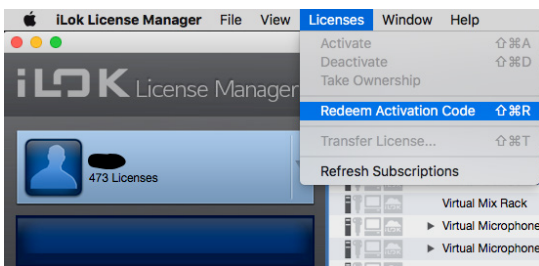 iLok License Manager File View Licenses Window Help
Activate ⇧⌘A
Deactivate ⇧⌘D
Take Ownership
iLOK License Manager
Redeem Activation Code ⇧⌘R
Transfer License... ⇧⌘T
473 Licenses
Refresh Subscriptions
Virtual Mix Rack
Virtual Microphone
Virtual Microphone